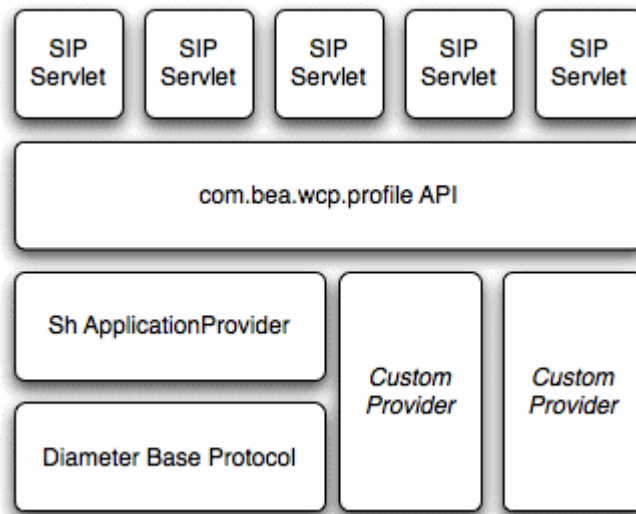 SIP
Servlet
SIP
Servlet
SIP
Servlet
SIP
Servlet
SIP
Servlet
com.bea.wcp.profile API
Sh ApplicationProvider
Custom
Provider
Custom
Provider
Diameter Base Protocol